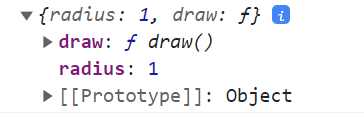 ▼ {radius: 1, draw: ƒ} i
▶ draw: ƒ draw()
radius: 1
▶ [[Prototype]]: Object